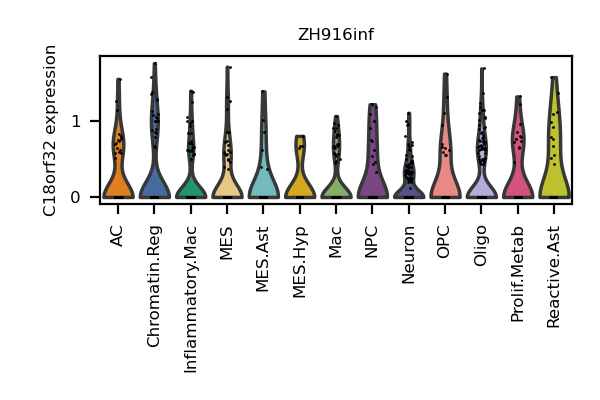 ZH916inf
C18orf32 expression
1
0
AC
Chromatin.Reg
Inflammatory.Mac
MES
MES.Ast
MES.Hyp
Mac
NPC
Neuron
OPC
Oligo
Prolif.Metab
Reactive.Ast